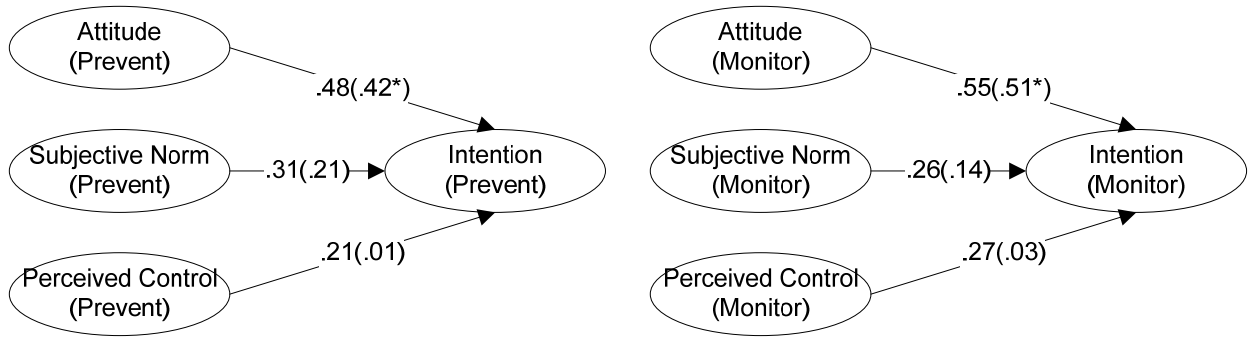 Attitude
(Prevent)
.48(.42*)
Subjective Norm
(Prevent)
.31(.21)
Intention
(Prevent)
.21(.01)
Perceived Control
(Prevent)
Attitude
(Monitor)
.55(.51*)
Subjective Norm
(Monitor)
.26(.14)
Intention
(Monitor)
.27(.03)
Perceived Control
(Monitor)